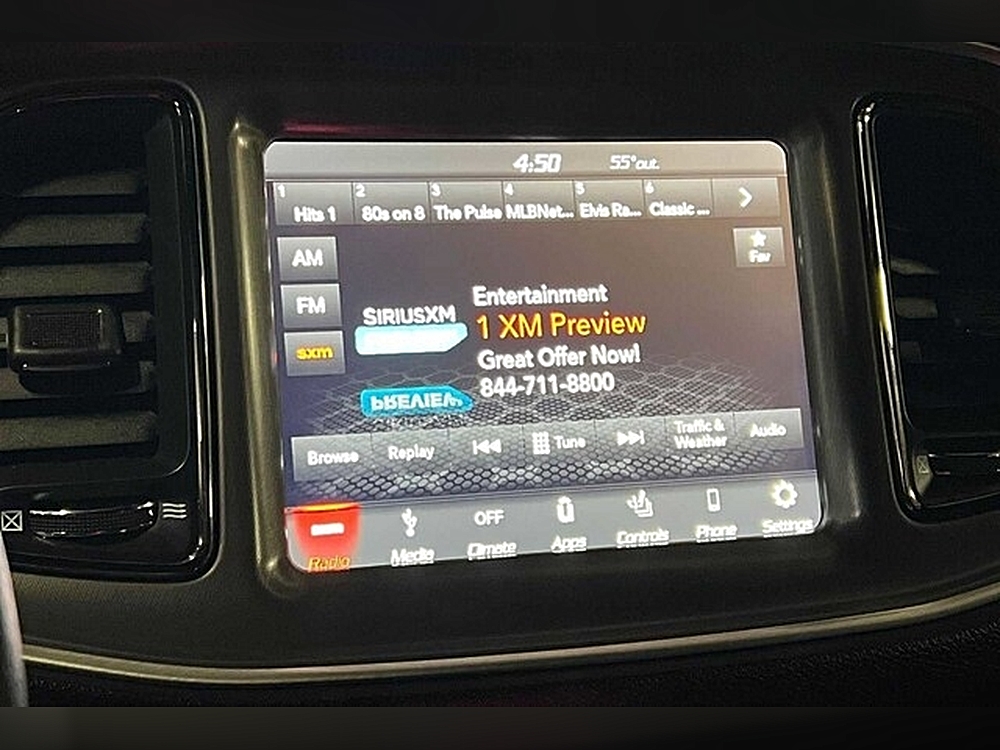 4:50 55°out.
1 2 3 4 5 6
Hits 1 80s on 8 The Pulse MLBNet... Elvis Ra... Classic ...
AM
Fav
FM
sxm
SIRIUSXM
Entertainment
1 XM Preview
Great Offer Now!
844-711-8800
PREVIEW
Browse Replay Tune Traffic & Weather Audio
OFF
Radio Media Climate Apps Controls Phone Settings